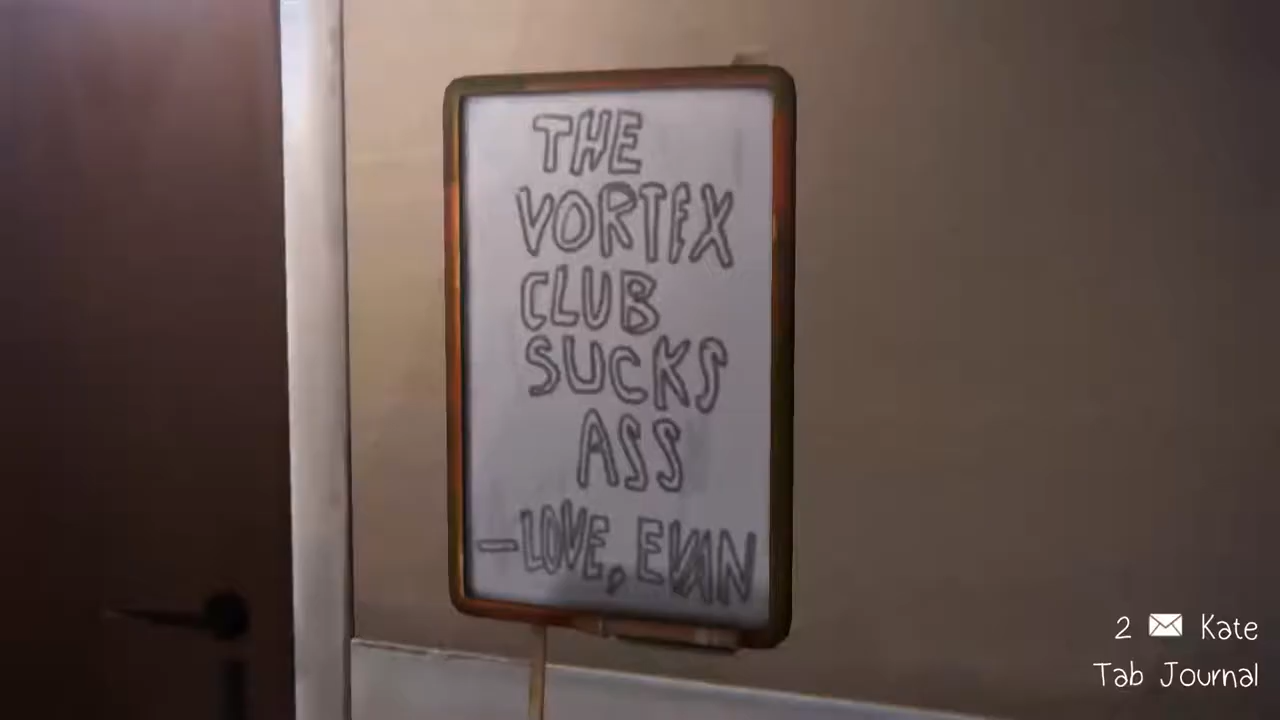 THE
VORTEX
CLUB
SUCKS
ASS
-LOVE, EVAN
2 Kate
Tab Journal